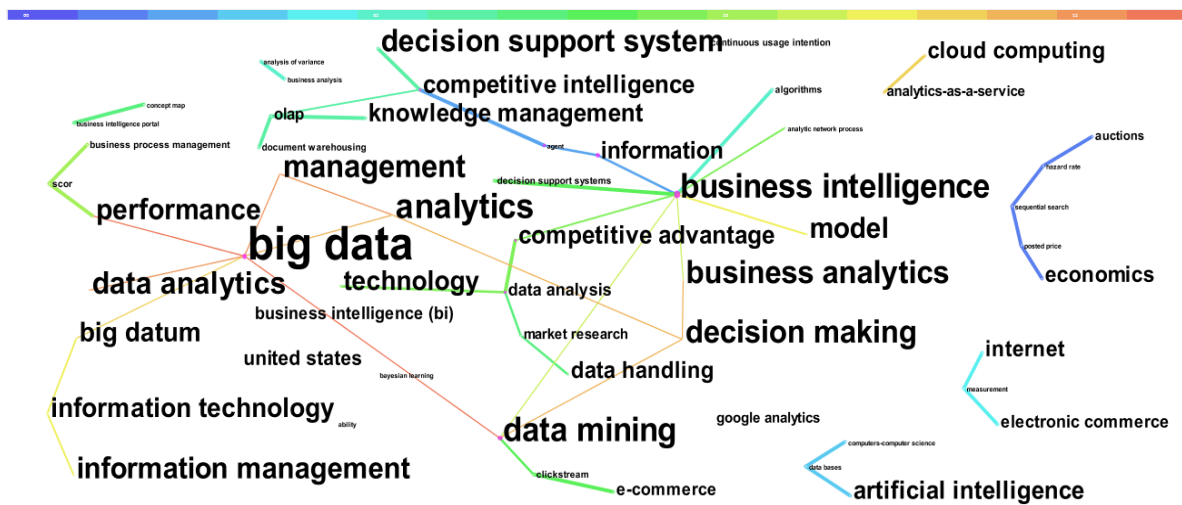 decision support system
continuous usage intention
cloud computing
analysis of variance
business analysis
competitive intelligence
algorithms
analytics-as-a-service
concept map
olap
knowledge management
business intelligence portal
analytic network process
auctions
business process management
document warehousing
agent
information
management
hazard rate
scor
decision support systems
business intelligence
performance
analytics
sequential search
big data
competitive advantage
model
posted price
data analytics
technology
data analysis
business analytics
economics
business intelligence (bi)
big datum
market research
decision making
united states
internet
bayesian learning
data handling
measurement
information technology
ability
google analytics
electronic commerce
data mining
computers-computer science
information management
clickstream
data bases
e-commerce
artificial intelligence